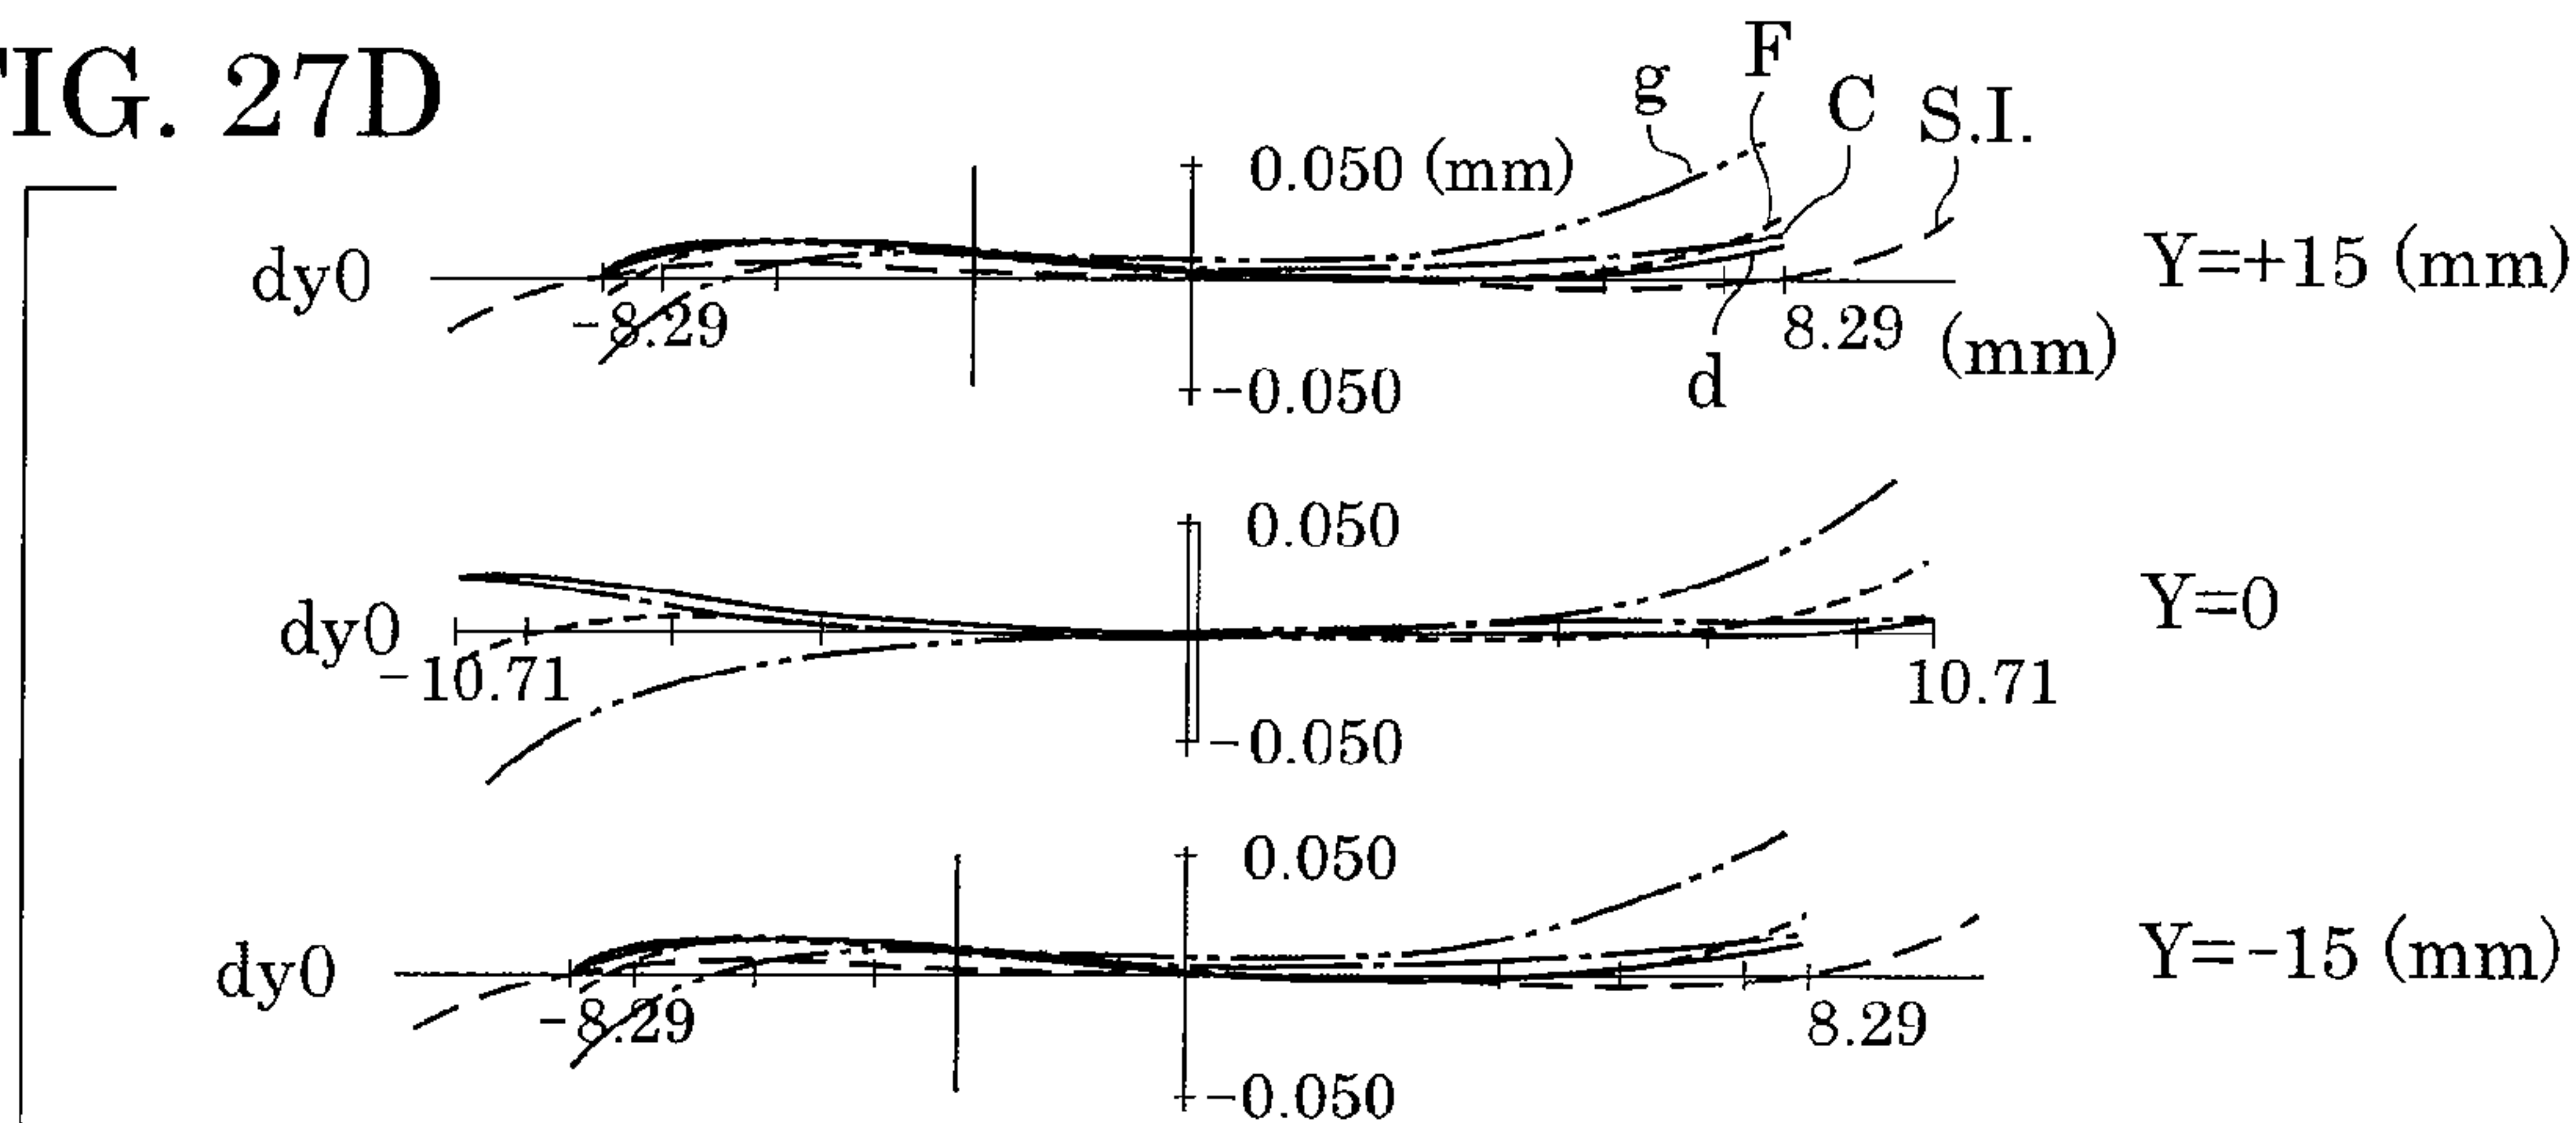 FIG. 27D
g F C S.I.
0.050 (mm)
dy0 Y=+15 (mm)
-8.29 8.29 (mm)
d
-0.050
0.050
dy0 Y=0
-10.71 10.71
-0.050
0.050
dy0 Y=-15 (mm)
-8.29 8.29
-0.050